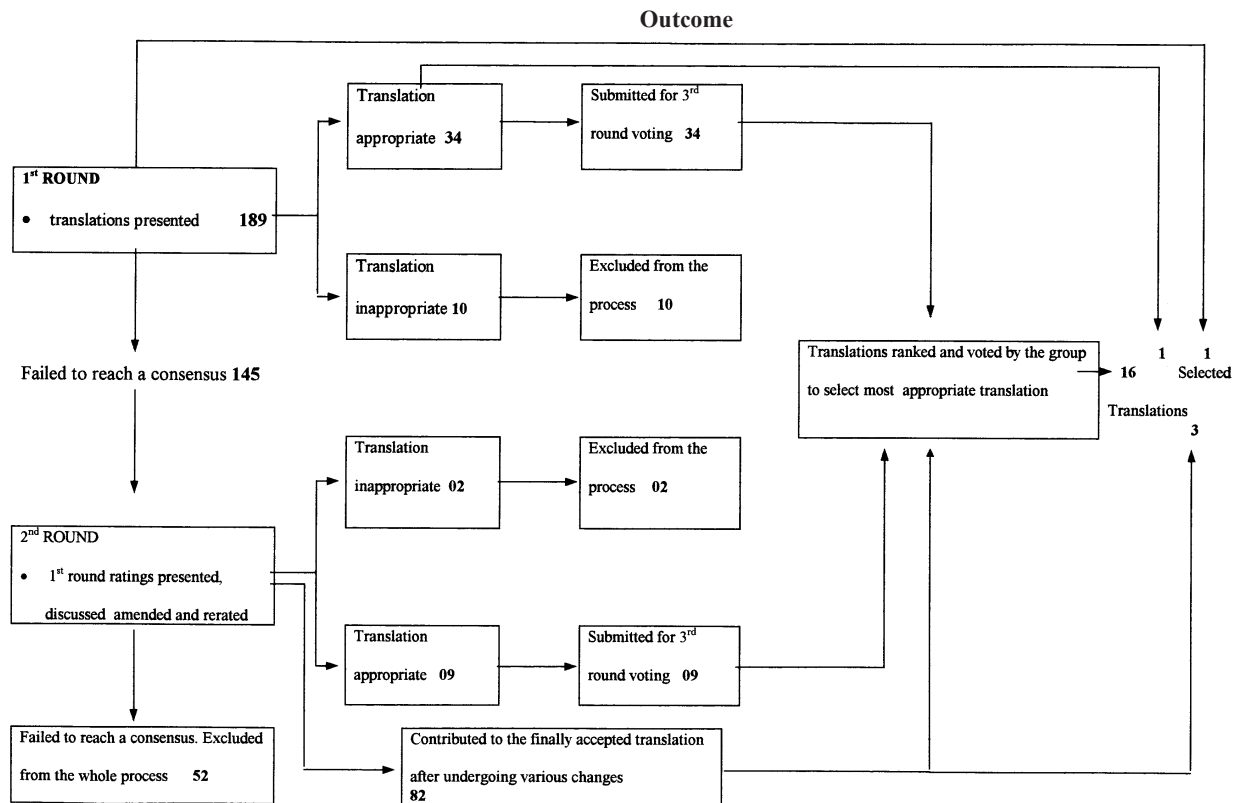 Outcome
Translation
appropriate 34
Submitted for 3rd
round voting 34
1st ROUND
• translations presented 189
Translation
inappropriate 10
Excluded from the
process 10
Failed to reach a consensus 145
Translations ranked and voted by the group
to select most appropriate translation
1 1
16 Selected
Translations
3
Translation
inappropriate 02
Excluded from the
process 02
2nd ROUND
• 1st round ratings presented,
discussed amended and rerated
Translation
appropriate 09
Submitted for 3rd
round voting 09
Failed to reach a consensus. Excluded
from the whole process 52
Contributed to the finally accepted translation
after undergoing various changes
82